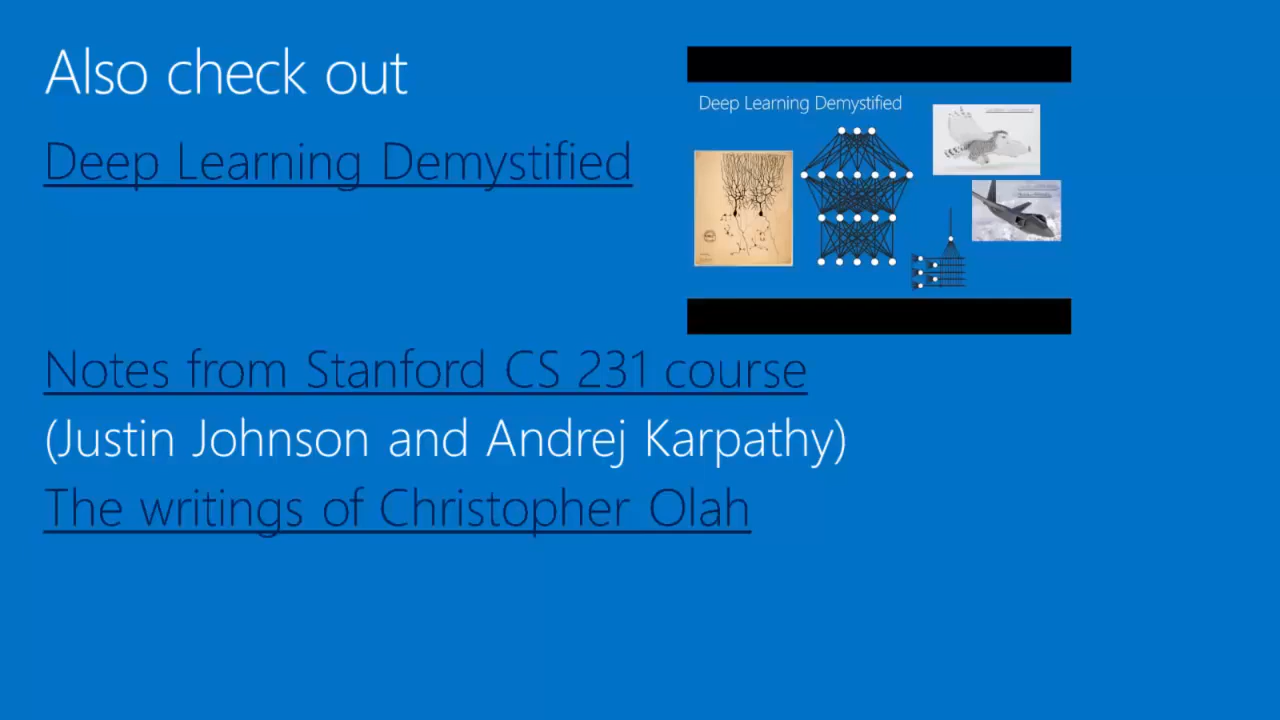 Also check out
Deep Learning Demystified
Deep Learning Demystified
Notes from Stanford CS 231 course
(Justin Johnson and Andrej Karpathy)
The writings of Christopher Olah